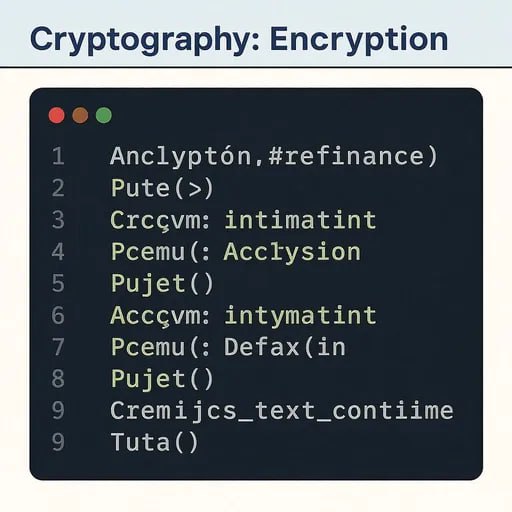 Cryptography: Encryption
1 Anclyptón,#refinance)
2 Pute(>)
3 Crcçvm: intimatint
4 Pcemu(: Accłysion
5 Pujet()
6 Accçvm: intymatint
7 Pcemu(: Defax(in
8 Pujet()
9 Cremijcs_text_contiime
9 Tuta()